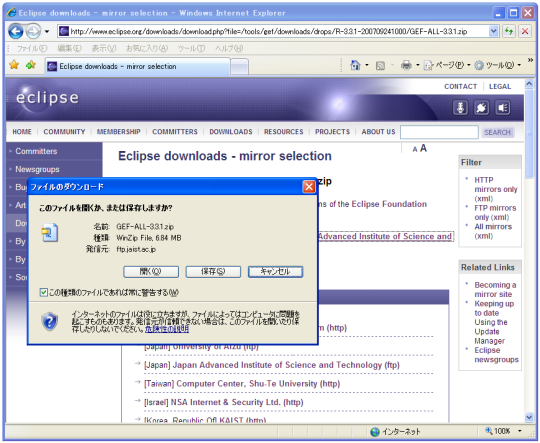 Eclipse downloads - mirror selection - Windows Internet Explorer
http://www.eclipse.org/downloads/download.php?file=/tools/gef/downloads/drops/R-3.3.1-200709241000/GEF-ALL-3.3.1.zip
ファイル(F) 編集(E) 表示(V) お気に入り(A) ツール(T) ヘルプ(H)
Eclipse downloads - mirror selection
ページ(P) ツール(O)
CONTACT | LEGAL
eclipse
HOME COMMUNITY MEMBERSHIP COMMITTERS DOWNLOADS RESOURCES PROJECTS ABOUT US SEARCH
Committers
Newsgroups
Bu
Art
Do
By
By
So
Eclipse downloads - mirror selection
A A
zip
ms of the Eclipse Foundation
Advanced Institute of Science and
ファイルのダウンロード
このファイルを開くか、または保存しますか?
名前: GEF-ALL-3.3.1.zip
種類: WinZip File, 6.84 MB
発信元: ftp.jaist.ac.jp
開く(O) 保存(S) キャンセル
この種類のファイルであれば常に警告する(W)
インターネットのファイルは役に立ちますが、ファイルによってはコンピュータに問題を
起こすものもあります。発信元が信頼できない場合は、このファイルを開いたり保
存したりしないでください。危険性の説明
m (http)
[Japan] University of Aizu (ftp)
[Japan] Japan Advanced Institute of Science and Technology (ftp)
[Taiwan] Computer Center, Shu-Te University (http)
[Israel] NSA Internet & Security Ltd. (http)
[Korea, Republic Of] KAIST (http)
Filter
HTTP
mirrors only
(xml)
FTP mirrors
only (xml)
All mirrors
(xml)
Related Links
Becoming a
mirror site
Keeping up
to date
Using the
Update
Manager
Eclipse
newsgroups
インターネット
100%